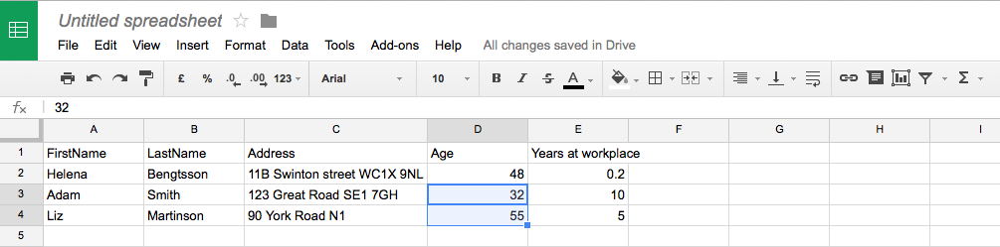 Untitled spreadsheet
File Edit View Insert Format Data Tools Add-ons Help All changes saved in Drive
£ % .0 .00 123 Arial 10 B I S A Σ
fx 32
A B C D E F G H I
1 FirstName LastName Address Age Years at workplace
2 Helena Bengtsson 11B Swinton street WC1X 9NL 48 0.2
3 Adam Smith 123 Great Road SE1 7GH 32 10
4 Liz Martinson 90 York Road N1 55 5
5